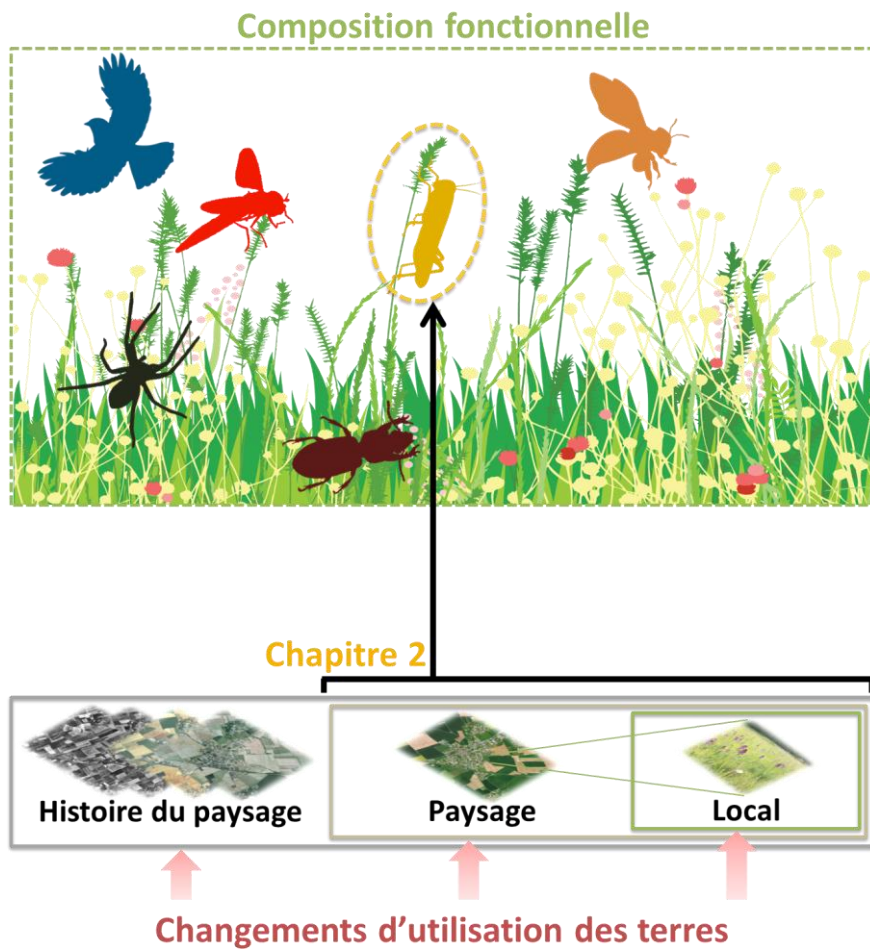 Composition fonctionnelle
Chapitre 2
Histoire du paysage
Paysage
Local
Changements d'utilisation des terres